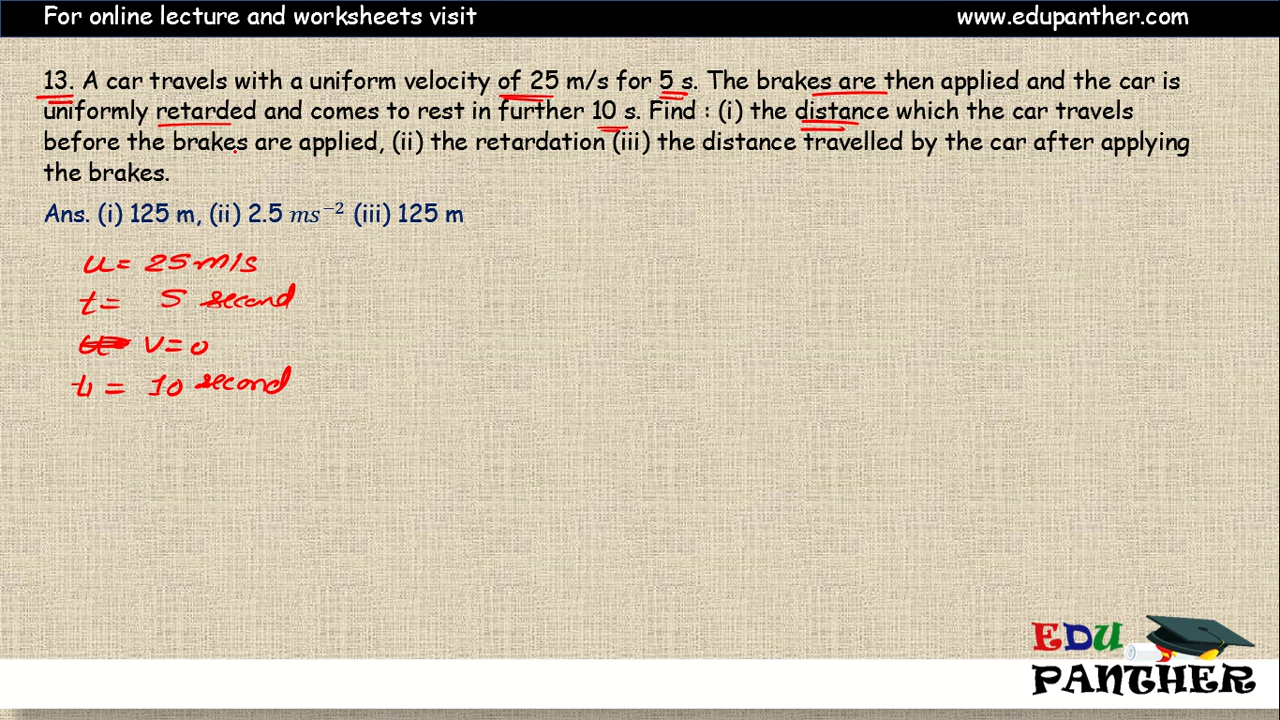 For online lecture and worksheets visit www.edupanther.com
13. A car travels with a uniform velocity of 25 m/s for 5 s. The brakes are then applied and the car is
uniformly retarded and comes to rest in further 10 s. Find : (i) the distance which the car travels
before the brakes are applied, (ii) the retardation (iii) the distance travelled by the car after applying
the brakes.
Ans. (i) 125 m, (ii) 2.5 ms⁻² (iii) 125 m
u = 25 m/s
t = 5 second
v = 0
t₁ = 10 second
EDU
PANTHER